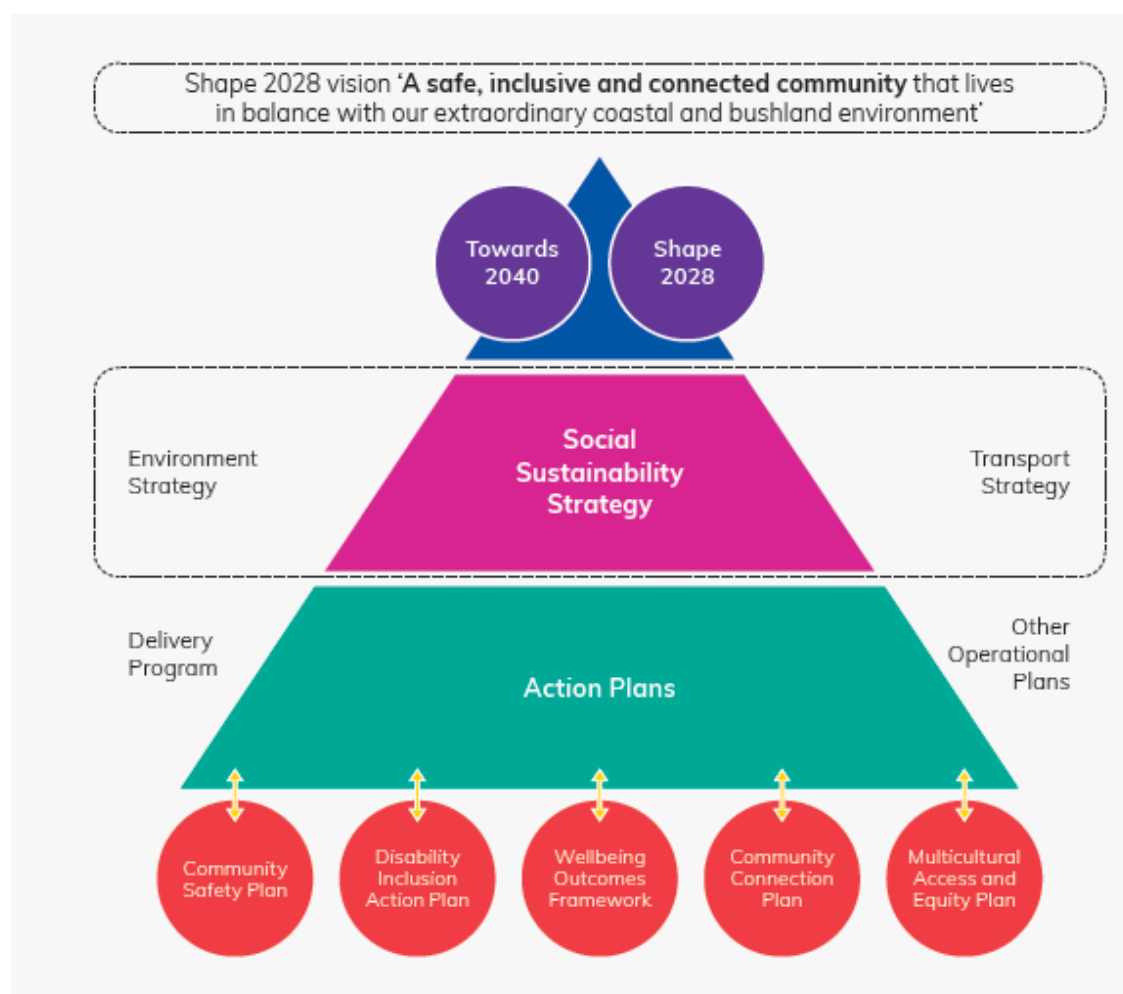 Shape 2028 vision ‘A safe, inclusive and connected community that lives
in balance with our extraordinary coastal and bushland environment’
Towards
2040
Shape
2028
Environment
Strategy
Social
Sustainability
Strategy
Transport
Strategy
Delivery
Program
Action Plans
Other
Operational
Plans
Community
Safety Plan
Disability
Inclusion
Action Plan
Wellbeing
Outcomes
Framework
Community
Connection
Plan
Multicultural
Access and
Equity Plan